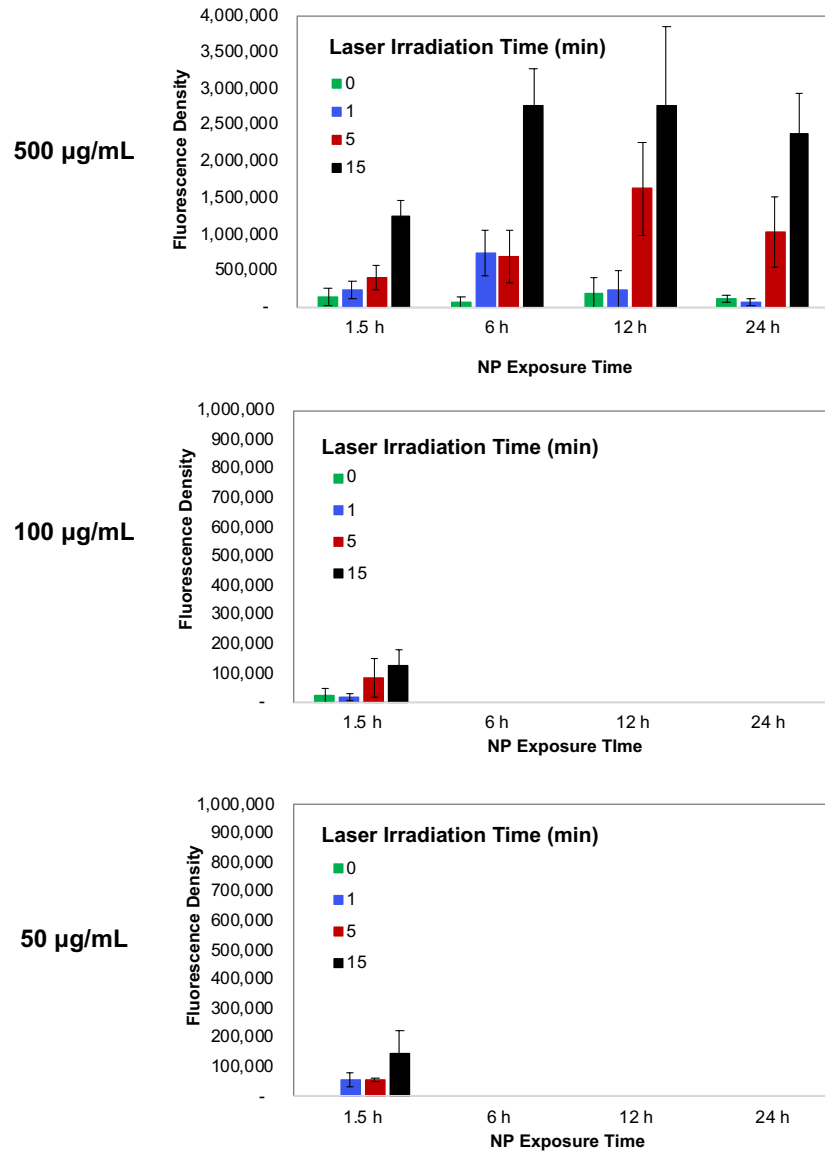 500 µg/mL
Fluorescence Density
4,000,000
3,500,000
3,000,000
2,500,000
2,000,000
1,500,000
1,000,000
500,000
-
Laser Irradiation Time (min)
0
1
5
15
1.5 h
6 h
12 h
24 h
NP Exposure Time
100 µg/mL
Fluorescence Density
1,000,000
900,000
800,000
700,000
600,000
500,000
400,000
300,000
200,000
100,000
-
Laser Irradiation Time (min)
0
1
5
15
1.5 h
6 h
12 h
24 h
NP Exposure TIme
50 µg/mL
Fluorescence Density
1,000,000
900,000
800,000
700,000
600,000
500,000
400,000
300,000
200,000
100,000
-
Laser Irradiation Time (min)
0
1
5
15
1.5 h
6 h
12 h
24 h
NP Exposure Time